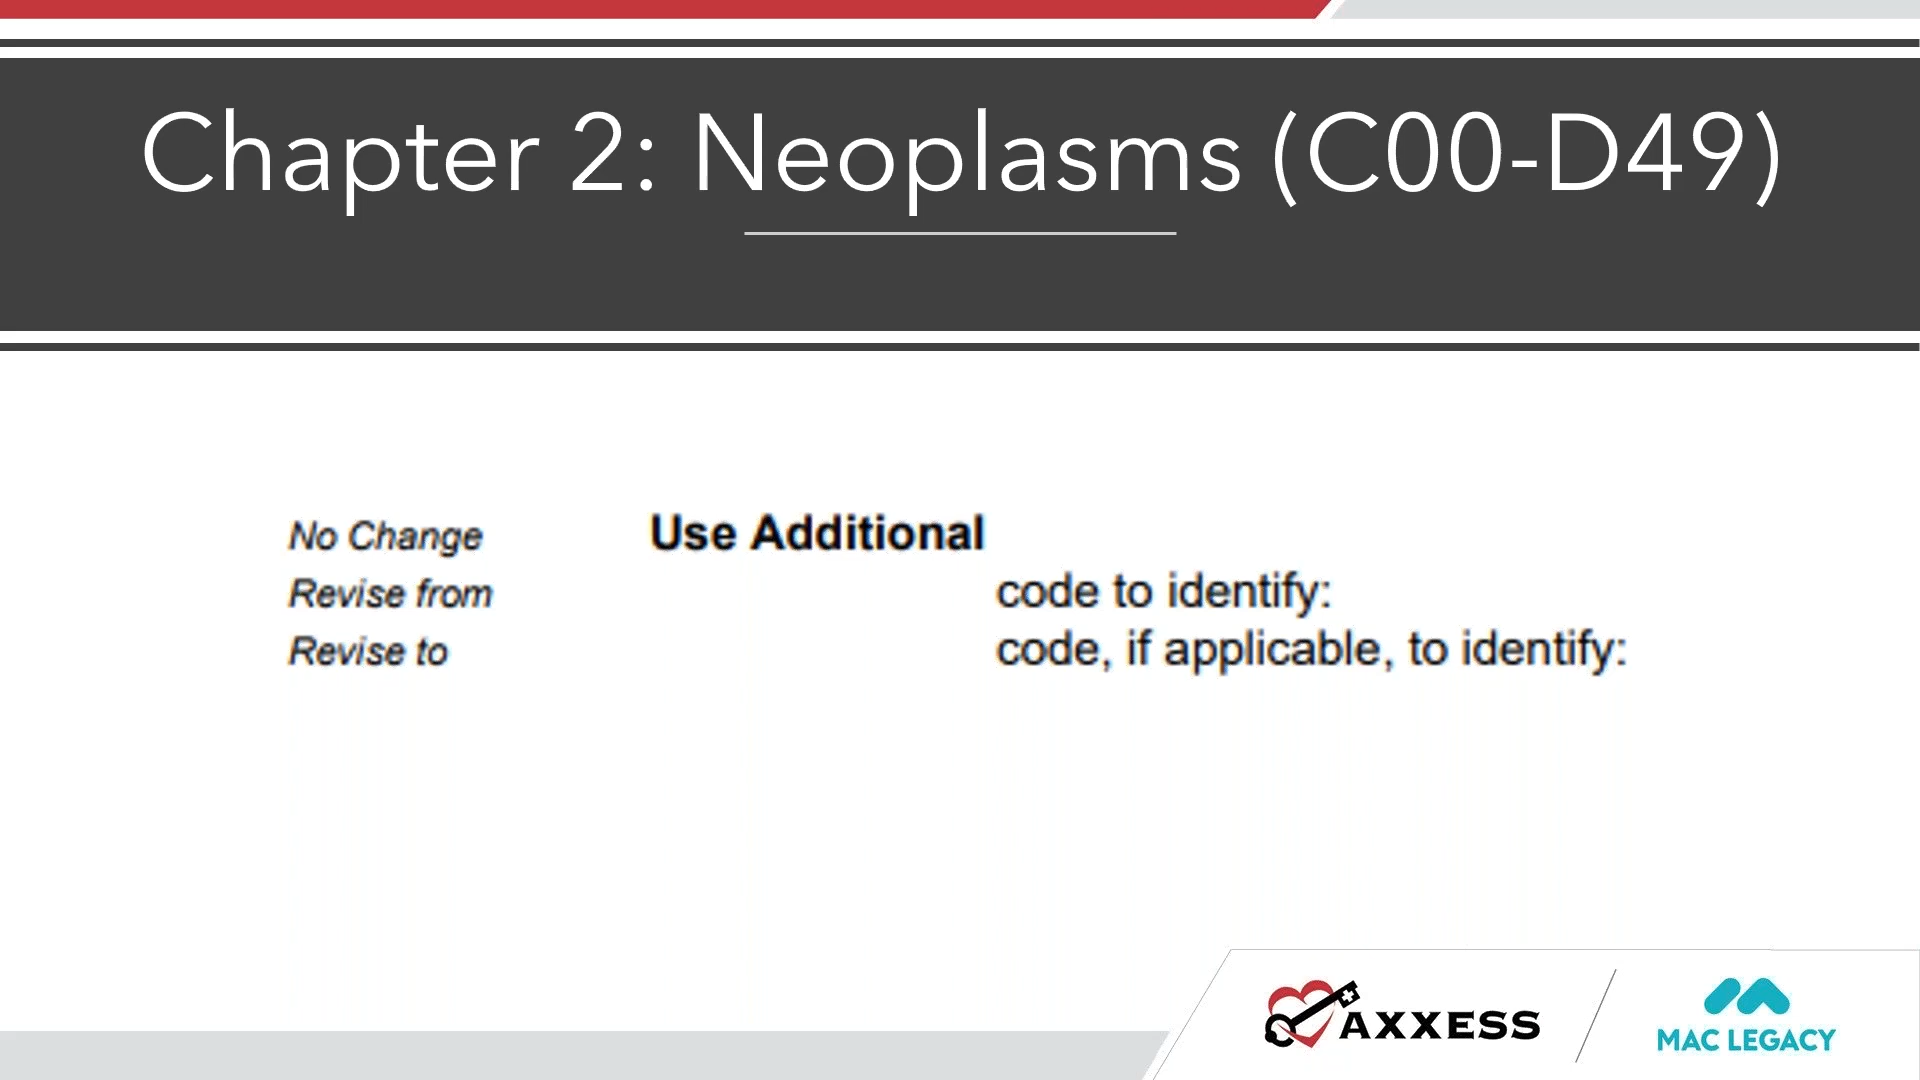 Chapter 2: Neoplasms (C00-D49)
No Change Use Additional
Revise from code to identify:
Revise to code, if applicable, to identify:
AXXESS
MAC LEGACY